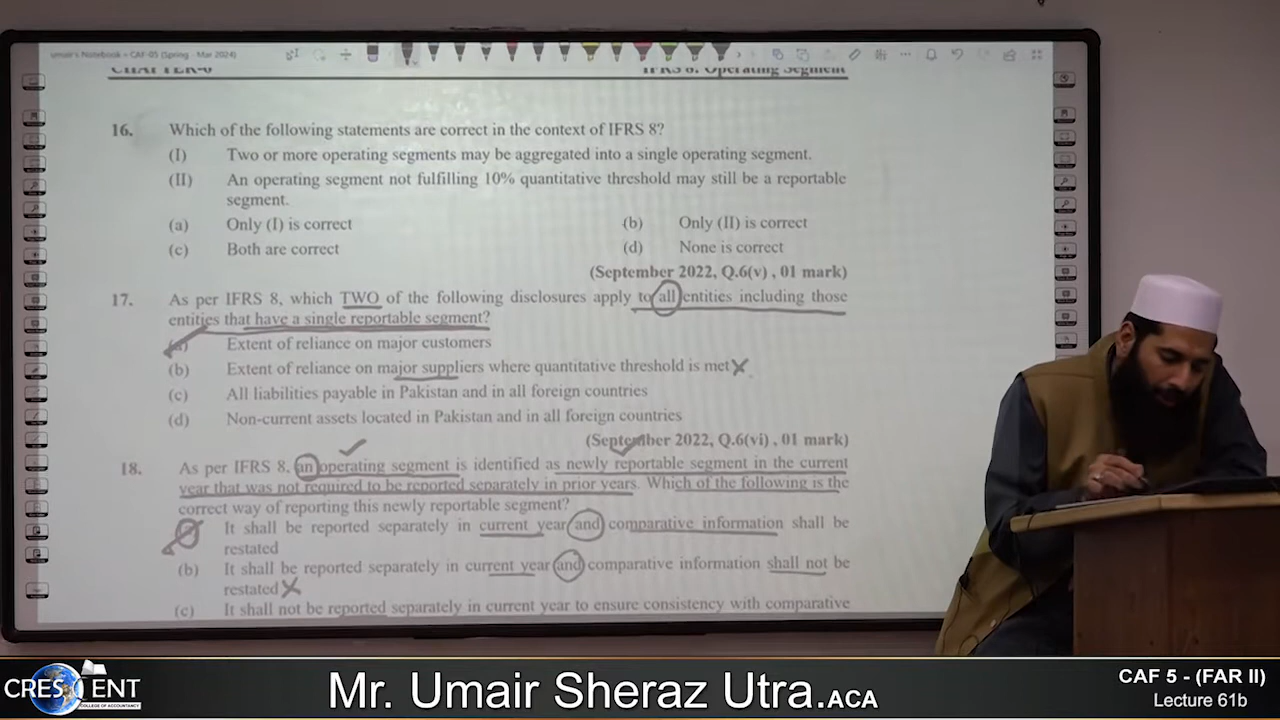 umair's Notebook - CAF-05 (Spring - Mar 2024)
CHAPTER-6 IFRS 8: Operating Segment
16. Which of the following statements are correct in the context of IFRS 8?
(I) Two or more operating segments may be aggregated into a single operating segment.
(II) An operating segment not fulfilling 10% quantitative threshold may still be a reportable
segment.
(a) Only (I) is correct (b) Only (II) is correct
(c) Both are correct (d) None is correct
(September 2022, Q.6(v) , 01 mark)
17. As per IFRS 8, which TWO of the following disclosures apply to all entities including those
entities that have a single reportable segment?
(a) Extent of reliance on major customers
(b) Extent of reliance on major suppliers where quantitative threshold is met
(c) All liabilities payable in Pakistan and in all foreign countries
(d) Non-current assets located in Pakistan and in all foreign countries
(September 2022, Q.6(vi) , 01 mark)
18. As per IFRS 8, an operating segment is identified as newly reportable segment in the current
year that was not required to be reported separately in prior years. Which of the following is the
correct way of reporting this newly reportable segment?
It shall be reported separately in current year and comparative information shall be
restated
(b) It shall be reported separately in current year and comparative information shall not be
restated
(c) It shall not be reported separately in current year to ensure consistency with comparative
CRESCENT
COLLEGE OF ACCOUNTANCY
Mr. Umair Sheraz Utra.ACA
CAF 5 - (FAR II)
Lecture 61b